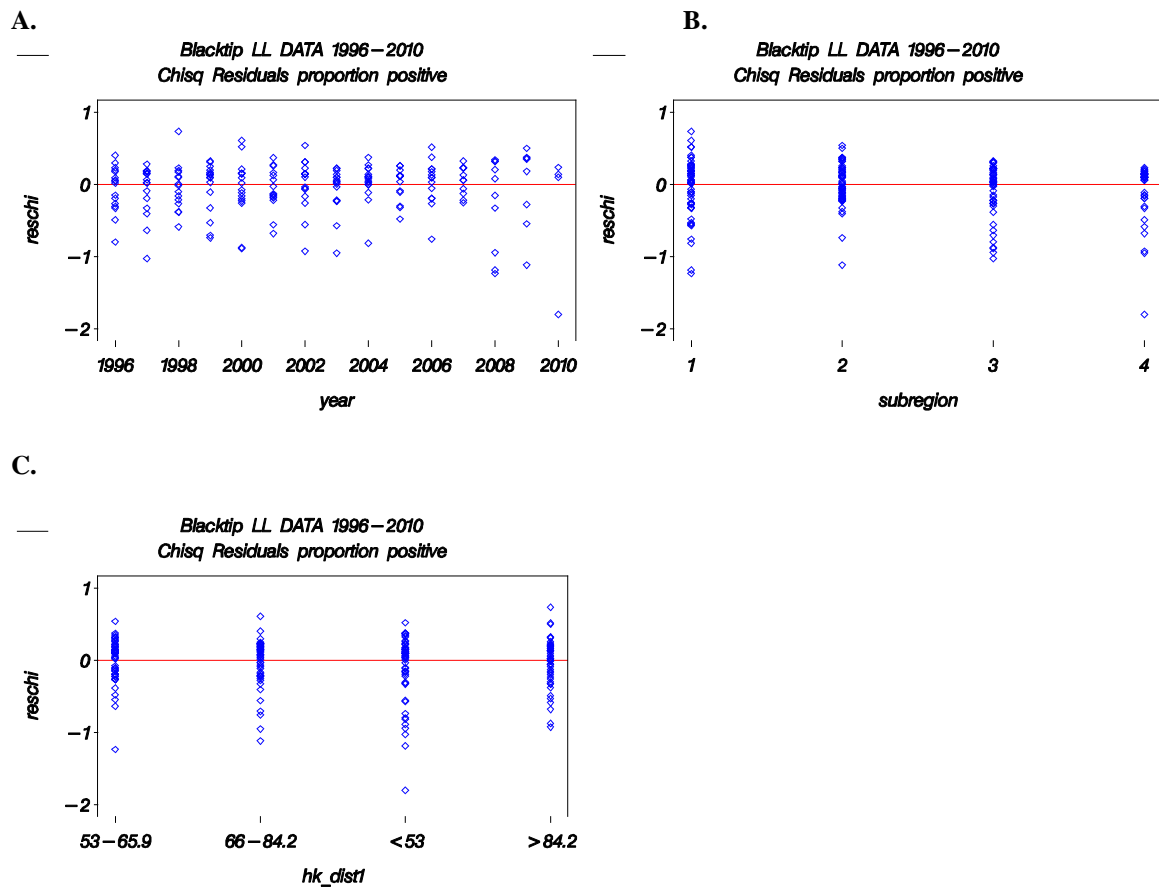 A.
Blacktip LL DATA 1996−2010
Chisq Residuals proportion positive
1
0
−1
−2
reschi
1996 1998 2000 2002 2004 2006 2008 2010
year
B.
Blacktip LL DATA 1996−2010
Chisq Residuals proportion positive
1
0
−1
−2
reschi
1 2 3 4
subregion
C.
Blacktip LL DATA 1996−2010
Chisq Residuals proportion positive
1
0
−1
−2
reschi
53−65.9 66−84.2 <53 >84.2
hk_dist1